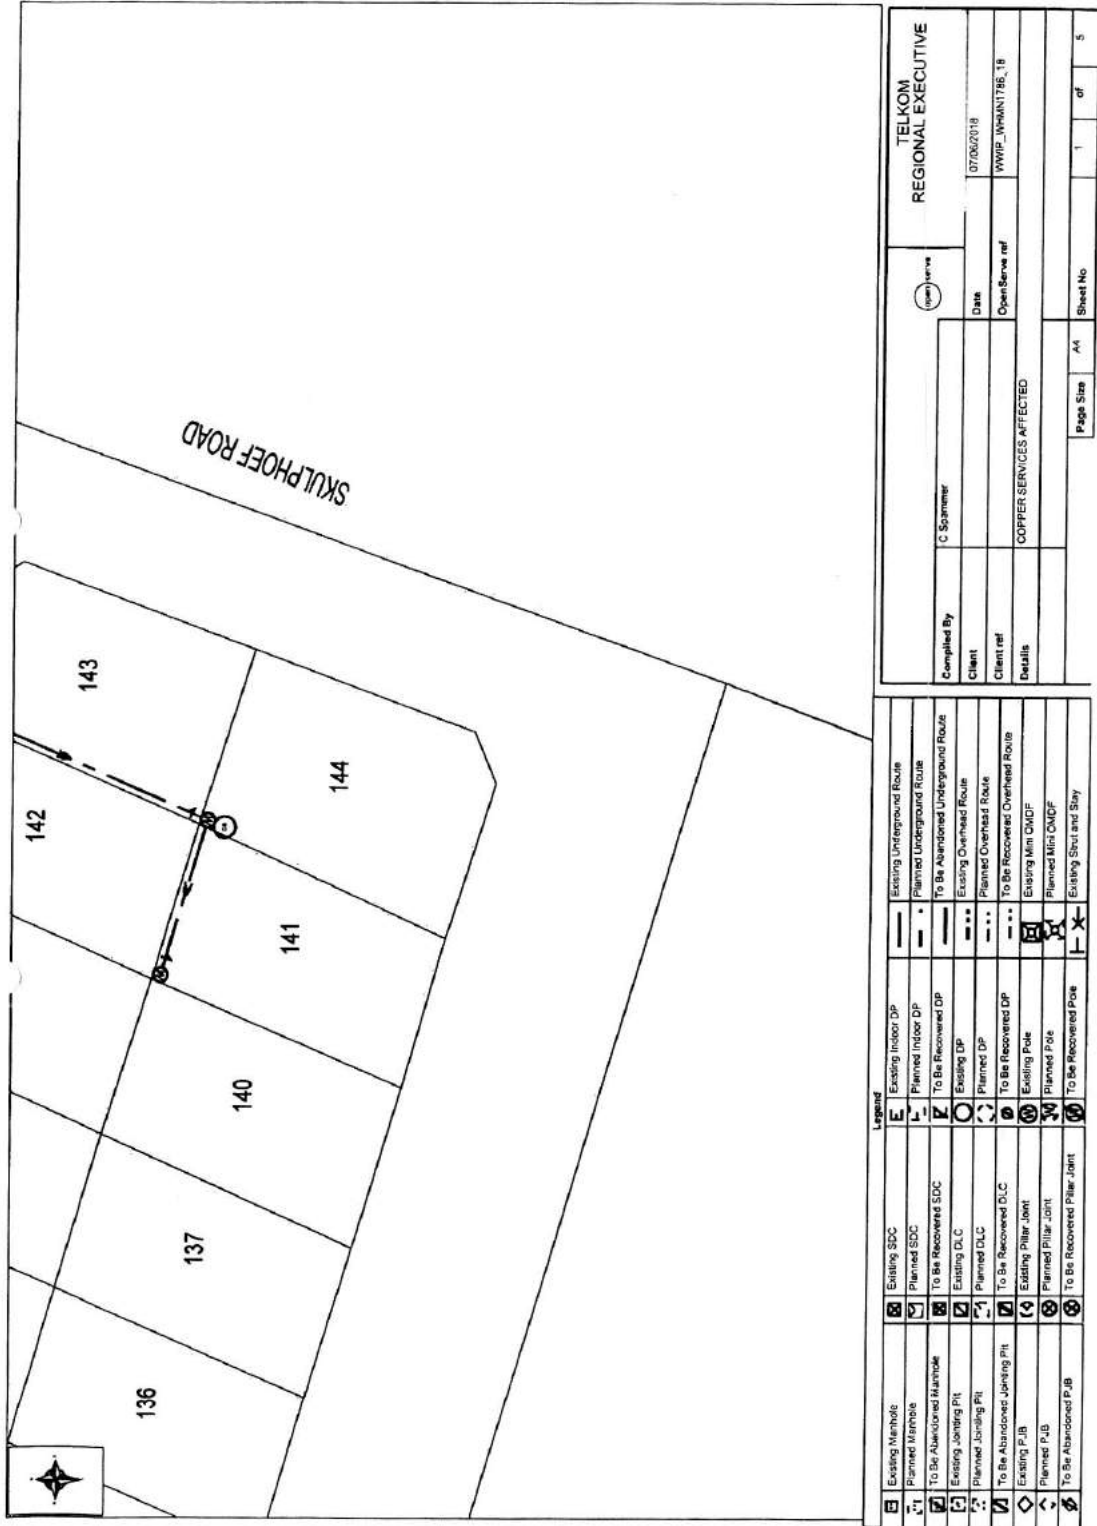 143
142
144
141
140
137
136
SKULPHOEF ROAD
Legend
Existing Manhole
Planned Manhole
To Be Abandoned Manhole
Existing Jointing Pit
Planned Jointing Pit
To Be Abandoned Jointing Pit
Existing PJB
Planned PJB
To Be Abandoned PJB
Existing SDC
Planned SDC
To Be Recovered SDC
Existing DLC
Planned DLC
To Be Recovered DLC
Existing Pillar Joint
Planned Pillar Joint
To Be Recovered Pillar Joint
E Existing Indoor DP
Planned Indoor DP
To Be Recovered DP
Existing DP
Planned DP
To Be Recovered DP
Existing Pole
Planned Pole
To Be Recovered Pole
Existing Underground Route
Planned Underground Route
To Be Abandoned Underground Route
Existing Overhead Route
Planned Overhead Route
To Be Recovered Overhead Route
Existing Mini OMDF
Planned Mini OMDF
Existing Strut and Stay
openserve
TELKOM
REGIONAL EXECUTIVE
Compiled By C Spammer
Client Date 07/06/2018
Client ref OpenServe ref WWIP_WHMN1786_18
Details COPPER SERVICES AFFECTED
Page Size A4 Sheet No 1 of 5